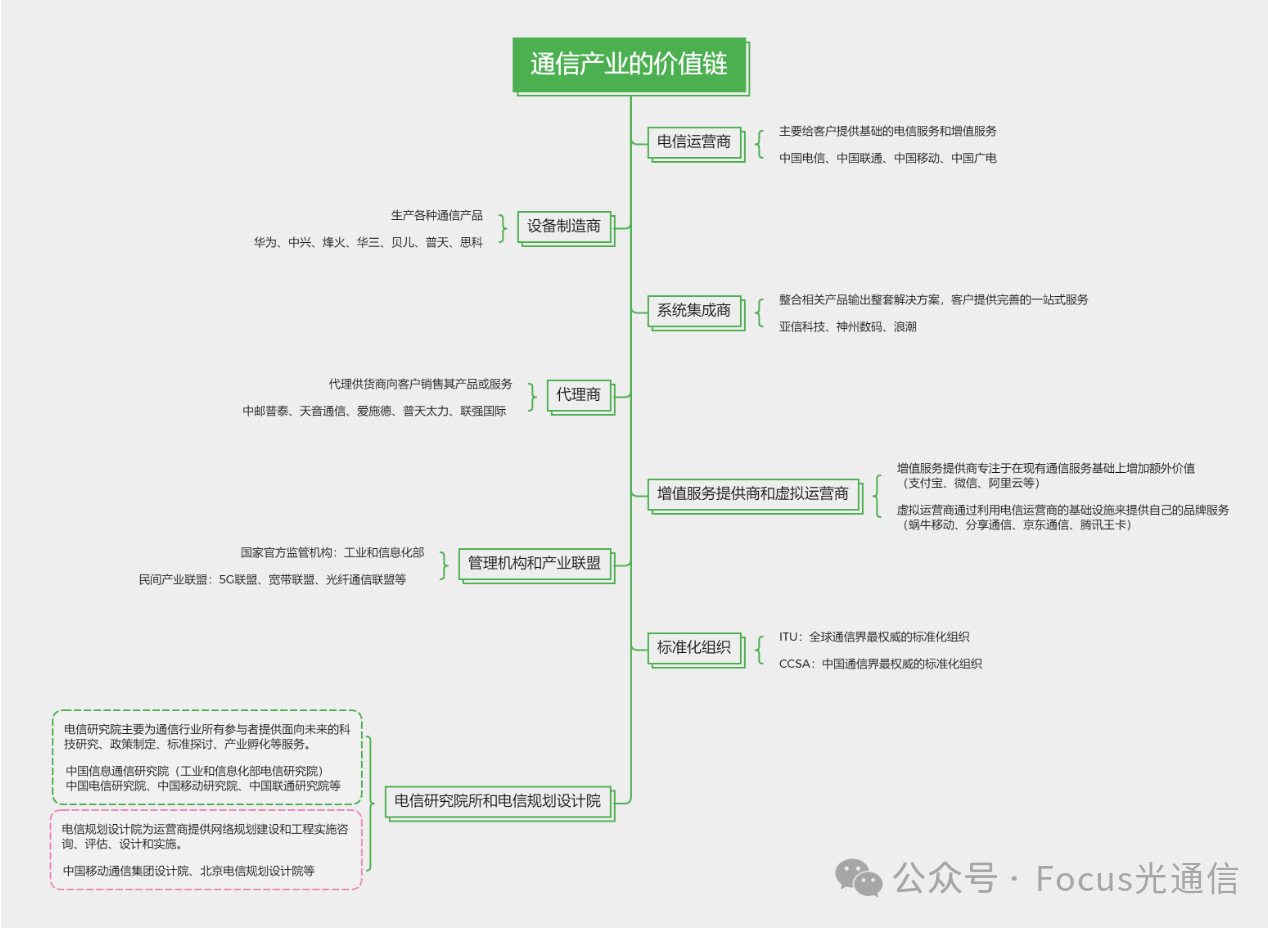 通信产业的价值链
电信运营商
主要给客户提供基础的电信服务和增值服务
中国电信、中国联通、中国移动、中国广电
设备制造商
生产各种通信产品
华为、中兴、烽火、华三、贝儿、普天、思科
系统集成商
整合相关产品输出整套解决方案，客户提供完善的一站式服务
亚信科技、神州数码、浪潮
代理商
代理供货商向客户销售其产品或服务
中邮普泰、天音通信、爱施德、普天太力、联强国际
增值服务提供商和虚拟运营商
增值服务提供商专注于在现有通信服务基础上增加额外价值
（支付宝、微信、阿里云等）
虚拟运营商通过利用电信运营商的基础设施来提供自己的品牌服务
（蜗牛移动、分享通信、京东通信、腾讯王卡）
管理机构和产业联盟
国家官方监管机构：工业和信息化部
民间产业联盟：5G联盟、宽带联盟、光纤通信联盟等
标准化组织
ITU：全球通信界最权威的标准化组织
CCSA：中国通信界最权威的标准化组织
电信研究院所和电信规划设计院
电信研究院主要为通信行业所有参与者提供面向未来的科
技研究、政策制定、标准探讨、产业孵化等服务。
中国信息通信研究院（工业和信息化部电信研究院）
中国电信研究院、中国移动研究院、中国联通研究院等
电信规划设计院为运营商提供网络规划建设和工程实施咨
询、评估、设计和实施。
中国移动通信集团设计院、北京电信规划设计院等
公众号 · Focus光通信